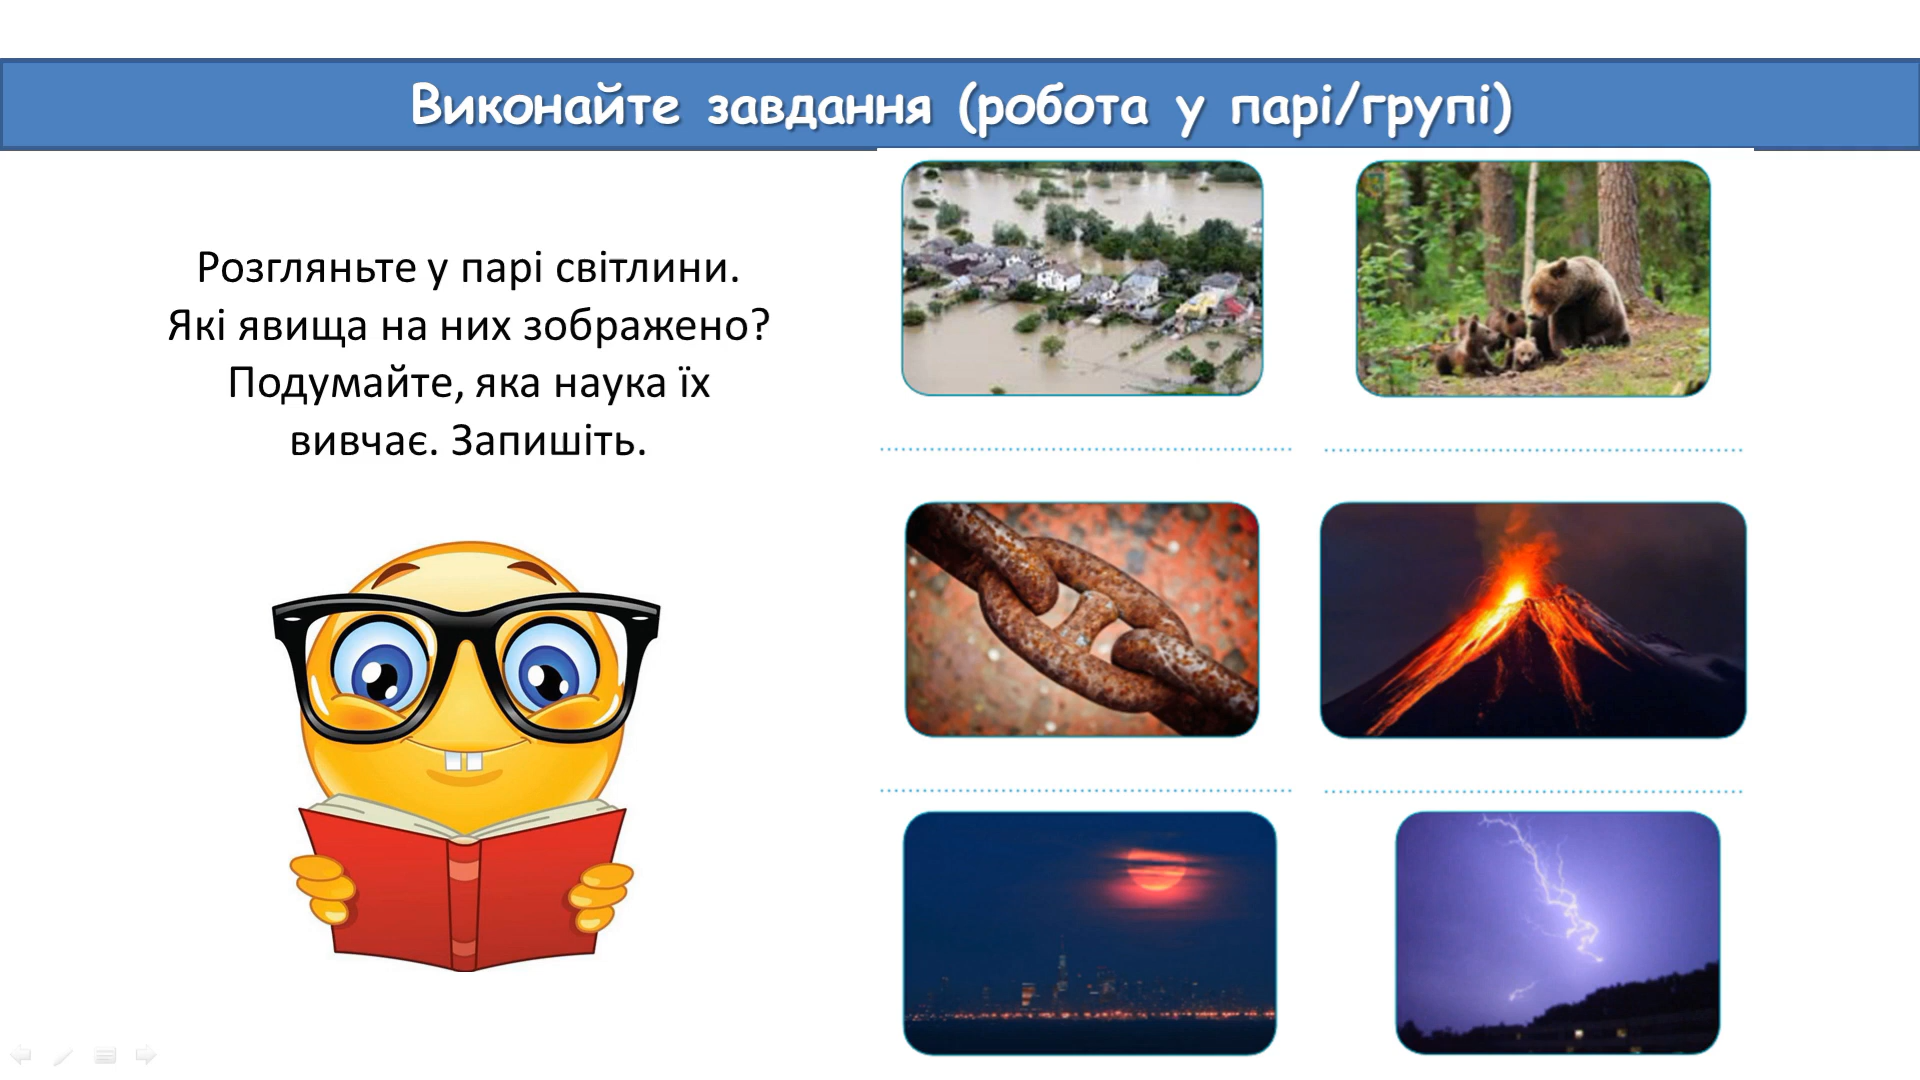 Виконайте завдання (робота у парі/групі)
Розгляньте у парі світлини.
Які явища на них зображено?
Подумайте, яка наука їх
вивчає. Запишіть.